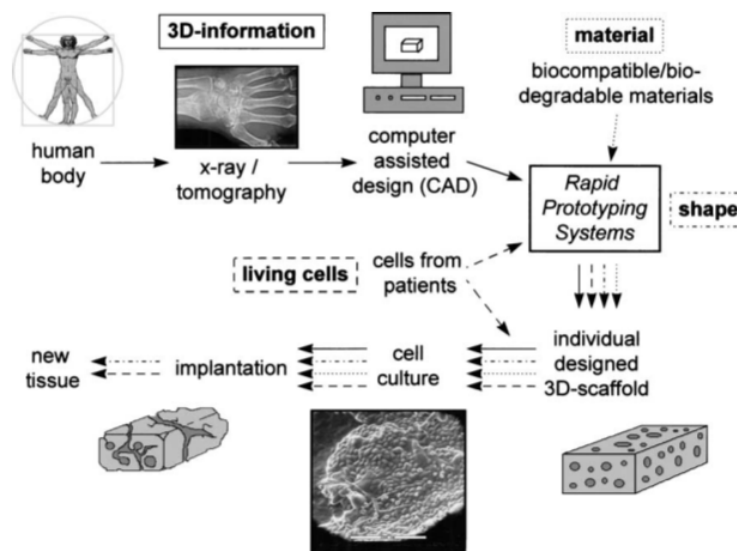 3D-information
material
biocompatible/bio-
degradable materials
human
body
x-ray /
tomography
computer
assisted
design (CAD)
Rapid
Prototyping
Systems
shape
living cells
cells from
patients
new
tissue
implantation
cell
culture
individual
designed
3D-scaffold